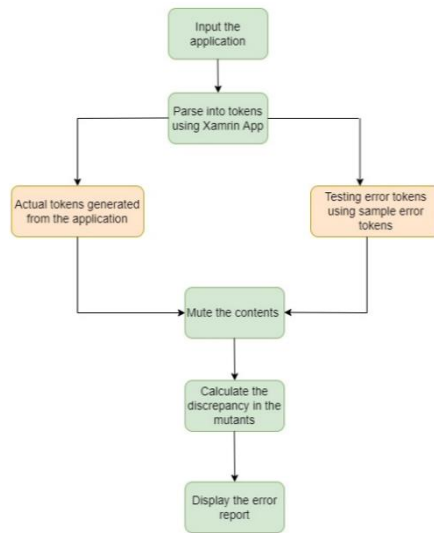 Input the
application
Parse into tokens
using Xamrin App
Actual tokens generated
from the application
Testing error tokens
using sample error
tokens
Mute the contents
Calculate the
discrepancy in the
mutants
Display the error
report